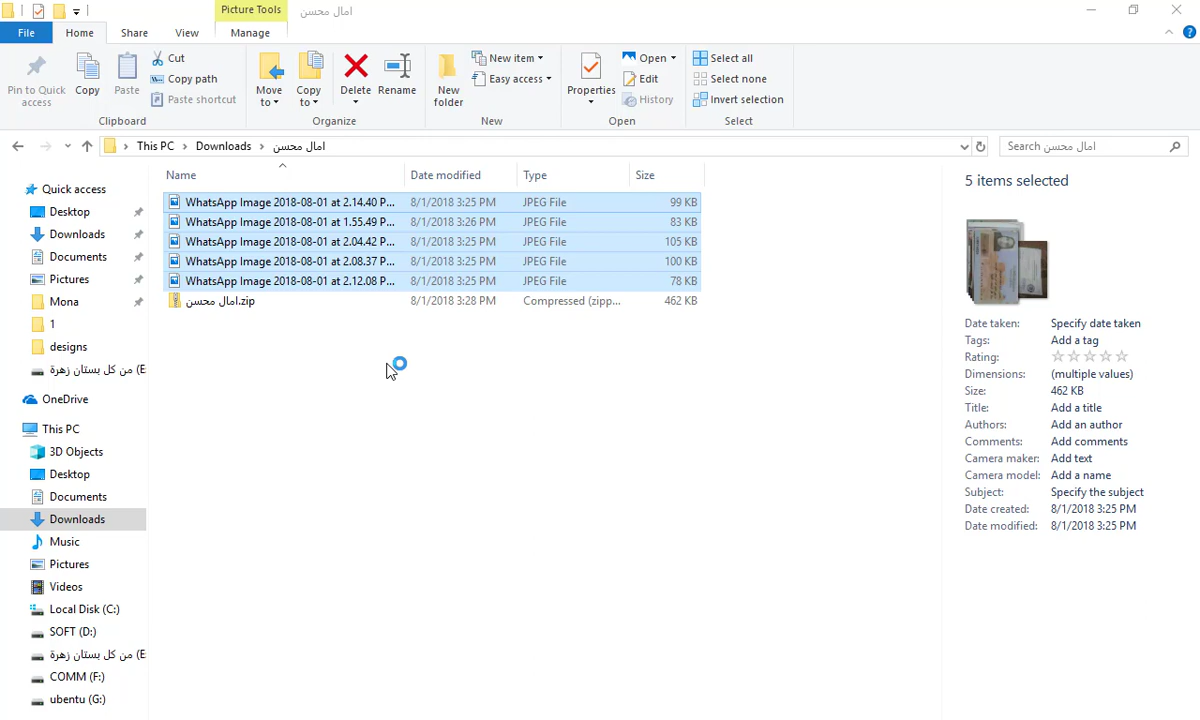 Picture Tools
امال محسن
File
Home
Share
View
Manage
Pin to Quick access
Copy
Paste
Cut
Copy path
Paste shortcut
Clipboard
Move to
Copy to
Delete
Rename
Organize
New folder
New item
Easy access
New
Properties
Open
Edit
History
Open
Select all
Select none
Invert selection
Select
This PC > Downloads > امال محسن
Search امال محسن
Name Date modified Type Size
WhatsApp Image 2018-08-01 at 2.14.40 P... 8/1/2018 3:25 PM JPEG File 99 KB
WhatsApp Image 2018-08-01 at 1.55.49 P... 8/1/2018 3:26 PM JPEG File 83 KB
WhatsApp Image 2018-08-01 at 2.04.42 P... 8/1/2018 3:25 PM JPEG File 105 KB
WhatsApp Image 2018-08-01 at 2.08.37 P... 8/1/2018 3:25 PM JPEG File 100 KB
WhatsApp Image 2018-08-01 at 2.12.08 P... 8/1/2018 3:25 PM JPEG File 78 KB
امال محسن.zip 8/1/2018 3:28 PM Compressed (zipp... 462 KB
Quick access
Desktop
Downloads
Documents
Pictures
Mona
1
designs
من كل بستان زهرة (E
OneDrive
This PC
3D Objects
Desktop
Documents
Downloads
Music
Pictures
Videos
Local Disk (C:)
SOFT (D:)
من كل بستان زهرة (E
COMM (F:)
ubuntu (G:)
5 items selected
Date taken: Specify date taken
Tags: Add a tag
Rating:
Dimensions: (multiple values)
Size: 462 KB
Title: Add a title
Authors: Add an author
Comments: Add comments
Camera maker: Add text
Camera model: Add a name
Subject: Specify the subject
Date created: 8/1/2018 3:25 PM
Date modified: 8/1/2018 3:25 PM